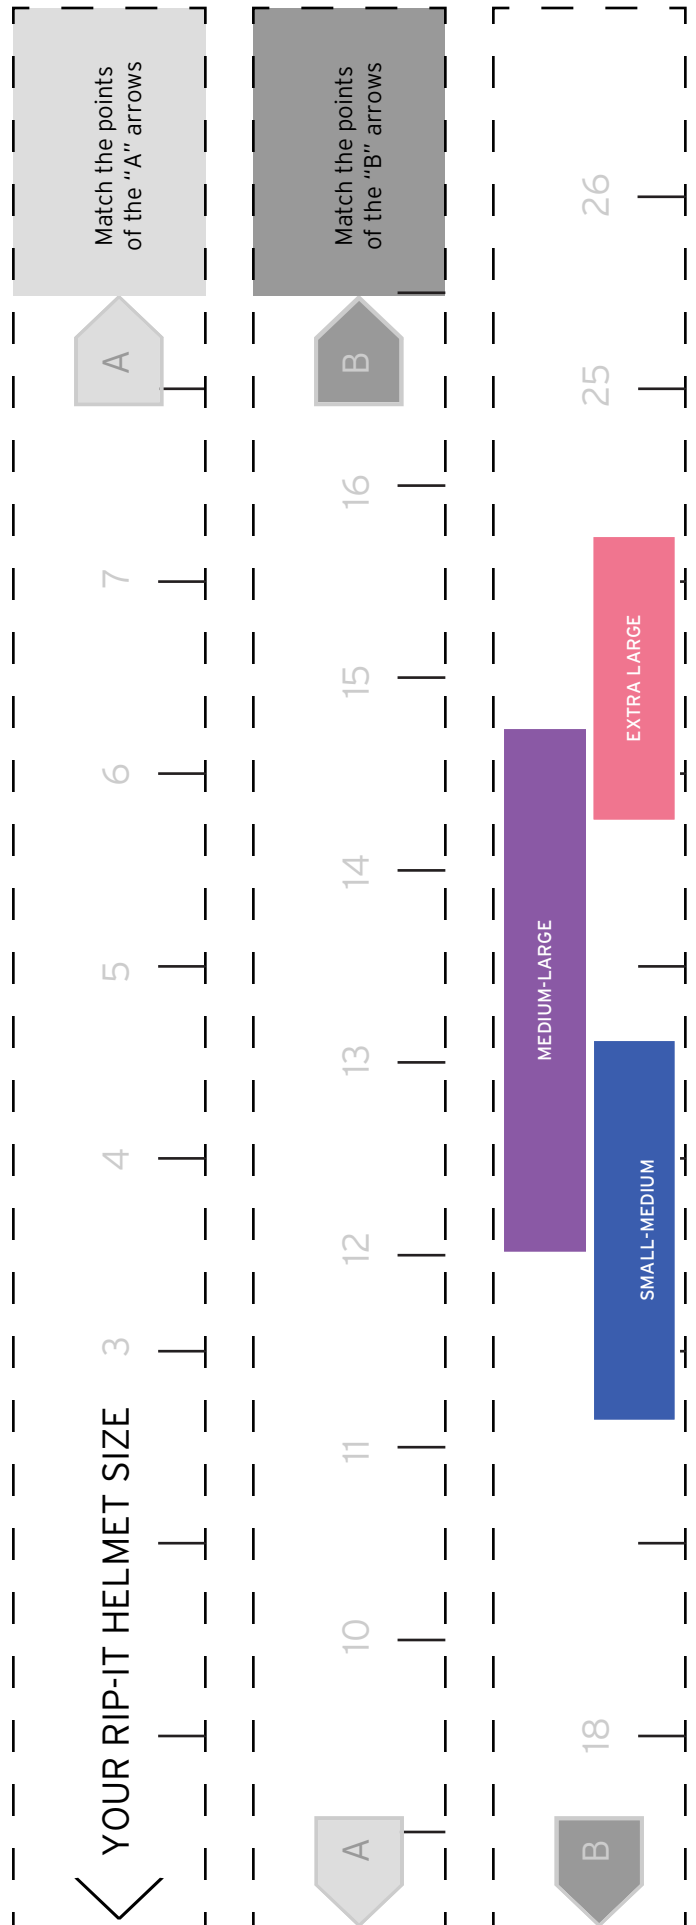 YOUR RIP-IT HELMET SIZE
3
4
5
6
7
A
Match the points
of the “A” arrows
A
10
11
12
13
14
15
16
B
Match the points
of the “B” arrows
B
18
MEDIUM-LARGE
SMALL-MEDIUM
EXTRA LARGE
25
26